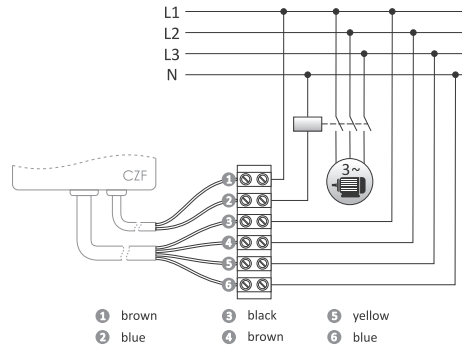 L1
L2
L3
N
3~
CZF
1
2
3
4
5
6
1 brown 3 black 5 yellow
2 blue 4 brown 6 blue